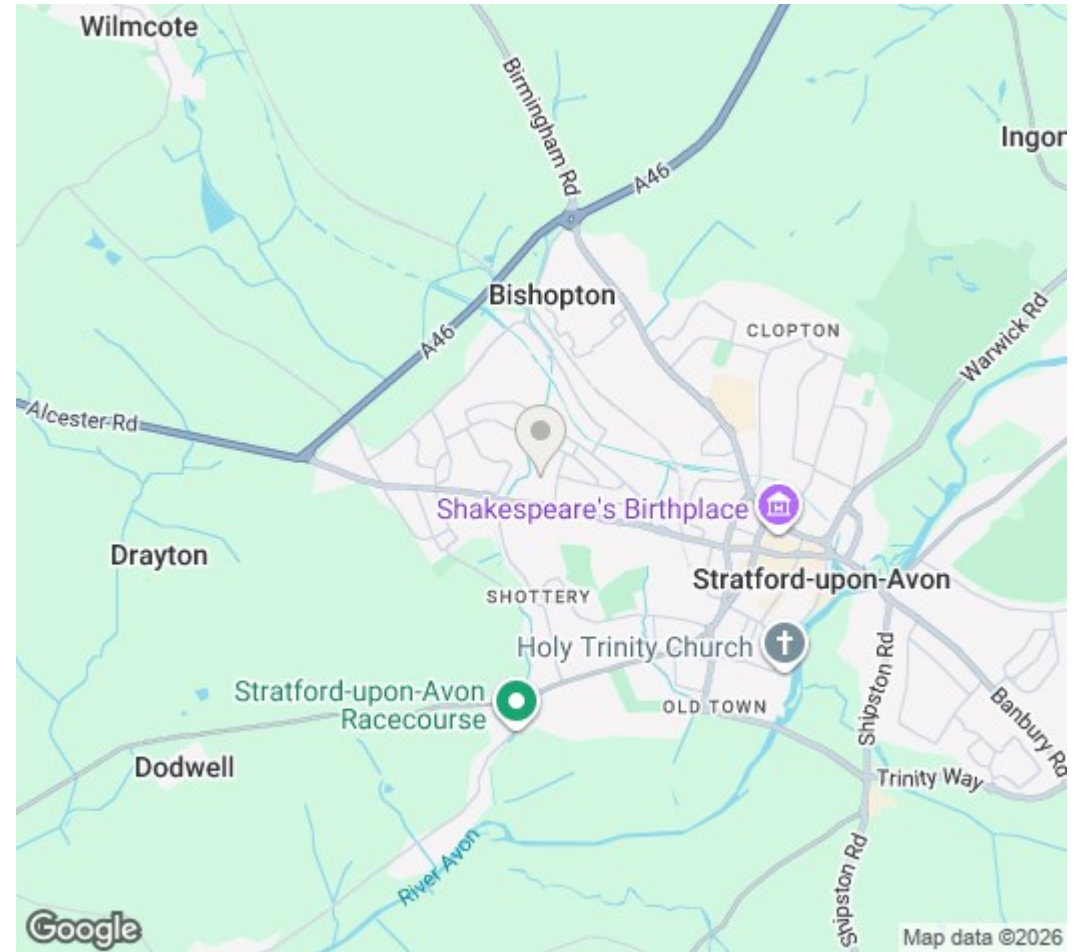 Wilmcote
Birmingham Rd
A46
Ingon
Bishopton
CLOPTON
A46
Warwick Rd
Alcester Rd
Shakespeare's Birthplace
Drayton
Stratford-upon-Avon
SHOTTERY
Holy Trinity Church
Stratford-upon-Avon
Racecourse
OLD TOWN
Shipston Rd
Banbury Rd
Dodwell
Trinity Way
River Avon
Shipston Rd
Google
Map data ©2026